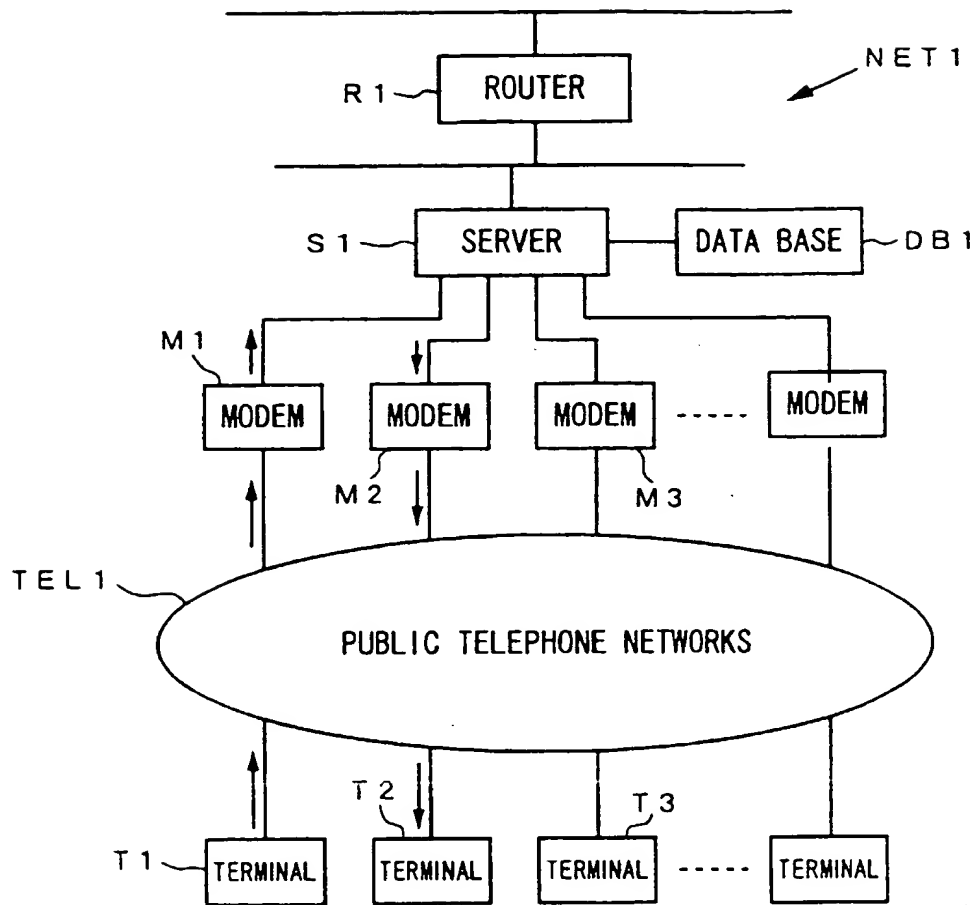 NET1
R1 ROUTER
S1 SERVER DATA BASE DB1
M1
MODEM MODEM MODEM MODEM
M2 M3
TEL1
PUBLIC TELEPHONE NETWORKS
T2 T3
T1 TERMINAL TERMINAL TERMINAL TERMINAL